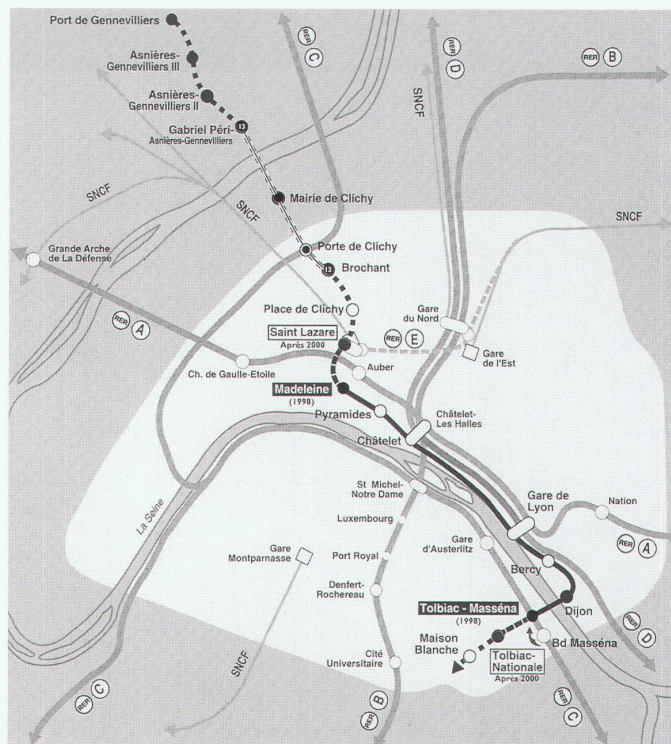 Port de Gennevilliers
Asnières-
Gennevilliers III
Asnières-
Gennevilliers II
Gabriel Péri-
Asnières-Gennevilliers
13
RER C
RER D
RER B
SNCF
SNCF
SNCF
SNCF
Mairie de Clichy
Grande Arche
de La Défense
Porte de Clichy
13
Brochant
RER A
Place de Clichy
Gare
du Nord
Saint Lazare
Après 2000
RER E
Gare
de l'Est
Ch. de Gaulle-Etoile
Auber
Madeleine
(1998)
Pyramides
Châtelet-
Les Halles
Châtelet
La Seine
St Michel-
Notre Dame
Gare de
Lyon
Nation
Luxembourg
Gare
Montparnasse
Gare
d'Austerlitz
RER A
Port Royal
Bercy
Denfert-
Rochereau
Tolbiac - Masséna
(1998)
Dijon
RER D
Maison
Blanche
Bd Masséna
Cité
Universitaire
Tolbiac-
Nationale
Après 2000
SNCF
RER C
RER B
RER C